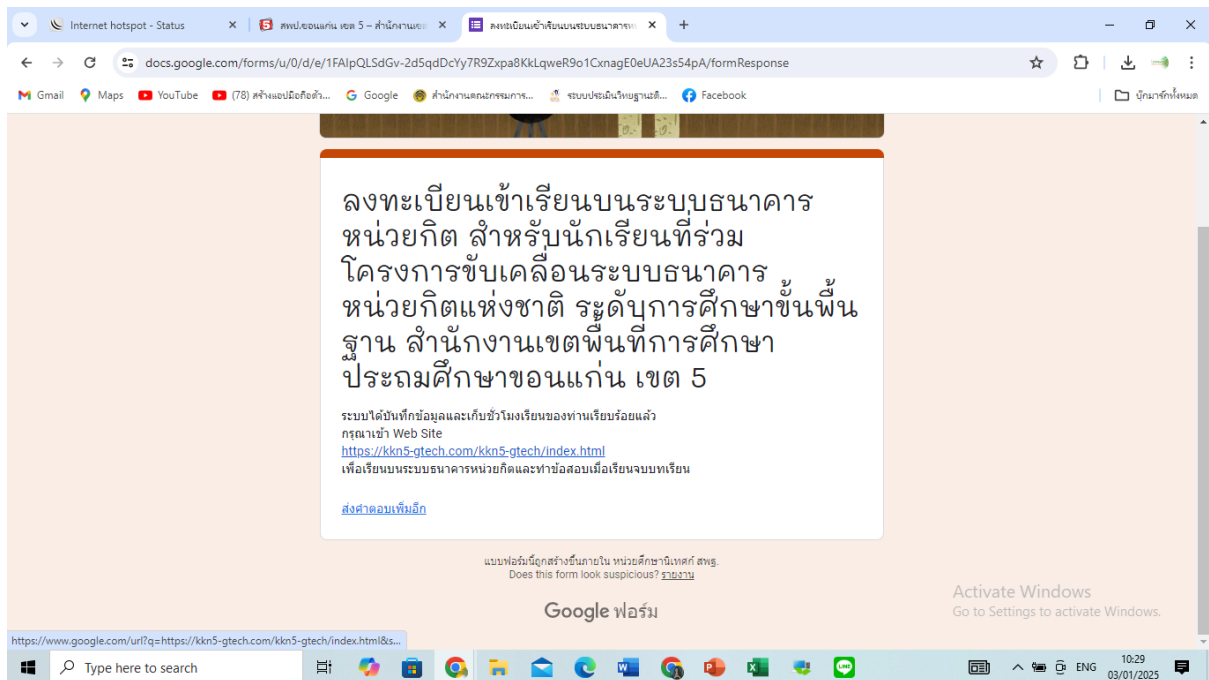 Internet hotspot - Status
สพป.ขอนแก่น เขต 5 – สำนักงานเขต
ลงทะเบียนเข้าเรียนบนระบบธนาคารหน
docs.google.com/forms/u/0/d/e/1FAIpQLSdGv-2d5qdDcYy7R9Zxpa8KkLqweR9o1CxnagE0eUA23s54pA/formResponse
Gmail
Maps
YouTube
(78) สร้างแอปมือถือด้ว...
Google
สำนักงานคณะกรรมการ...
ระบบประเมินวิทยฐานะดิ...
Facebook
บุ๊กมาร์กทั้งหมด
ลงทะเบียนเข้าเรียนบนระบบธนาคาร
หน่วยกิต สำหรับนักเรียนที่ร่วม
โครงการขับเคลื่อนระบบธนาคาร
หน่วยกิตแห่งชาติ ระดับการศึกษาขั้นพื้น
ฐาน สำนักงานเขตพื้นที่การศึกษา
ประถมศึกษาขอนแก่น เขต 5
ระบบได้บันทึกข้อมูลและเก็บชั่วโมงเรียนของท่านเรียบร้อยแล้ว
กรุณาเข้า Web Site
https://kkn5-gtech.com/kkn5-gtech/index.html
เพื่อเรียนบนระบบธนาคารหน่วยกิตและทำข้อสอบเมื่อเรียนจบบทเรียน
ส่งคำตอบเพิ่มอีก
แบบฟอร์มนี้ถูกสร้างขึ้นภายใน หน่วยศึกษานิเทศก์ สพฐ.
Does this form look suspicious? รายงาน
Google ฟอร์ม
Activate Windows
Go to Settings to activate Windows.
https://www.google.com/url?q=https://kkn5-gtech.com/kkn5-gtech/index.html&s...
Type here to search
ENG
10:29
03/01/2025